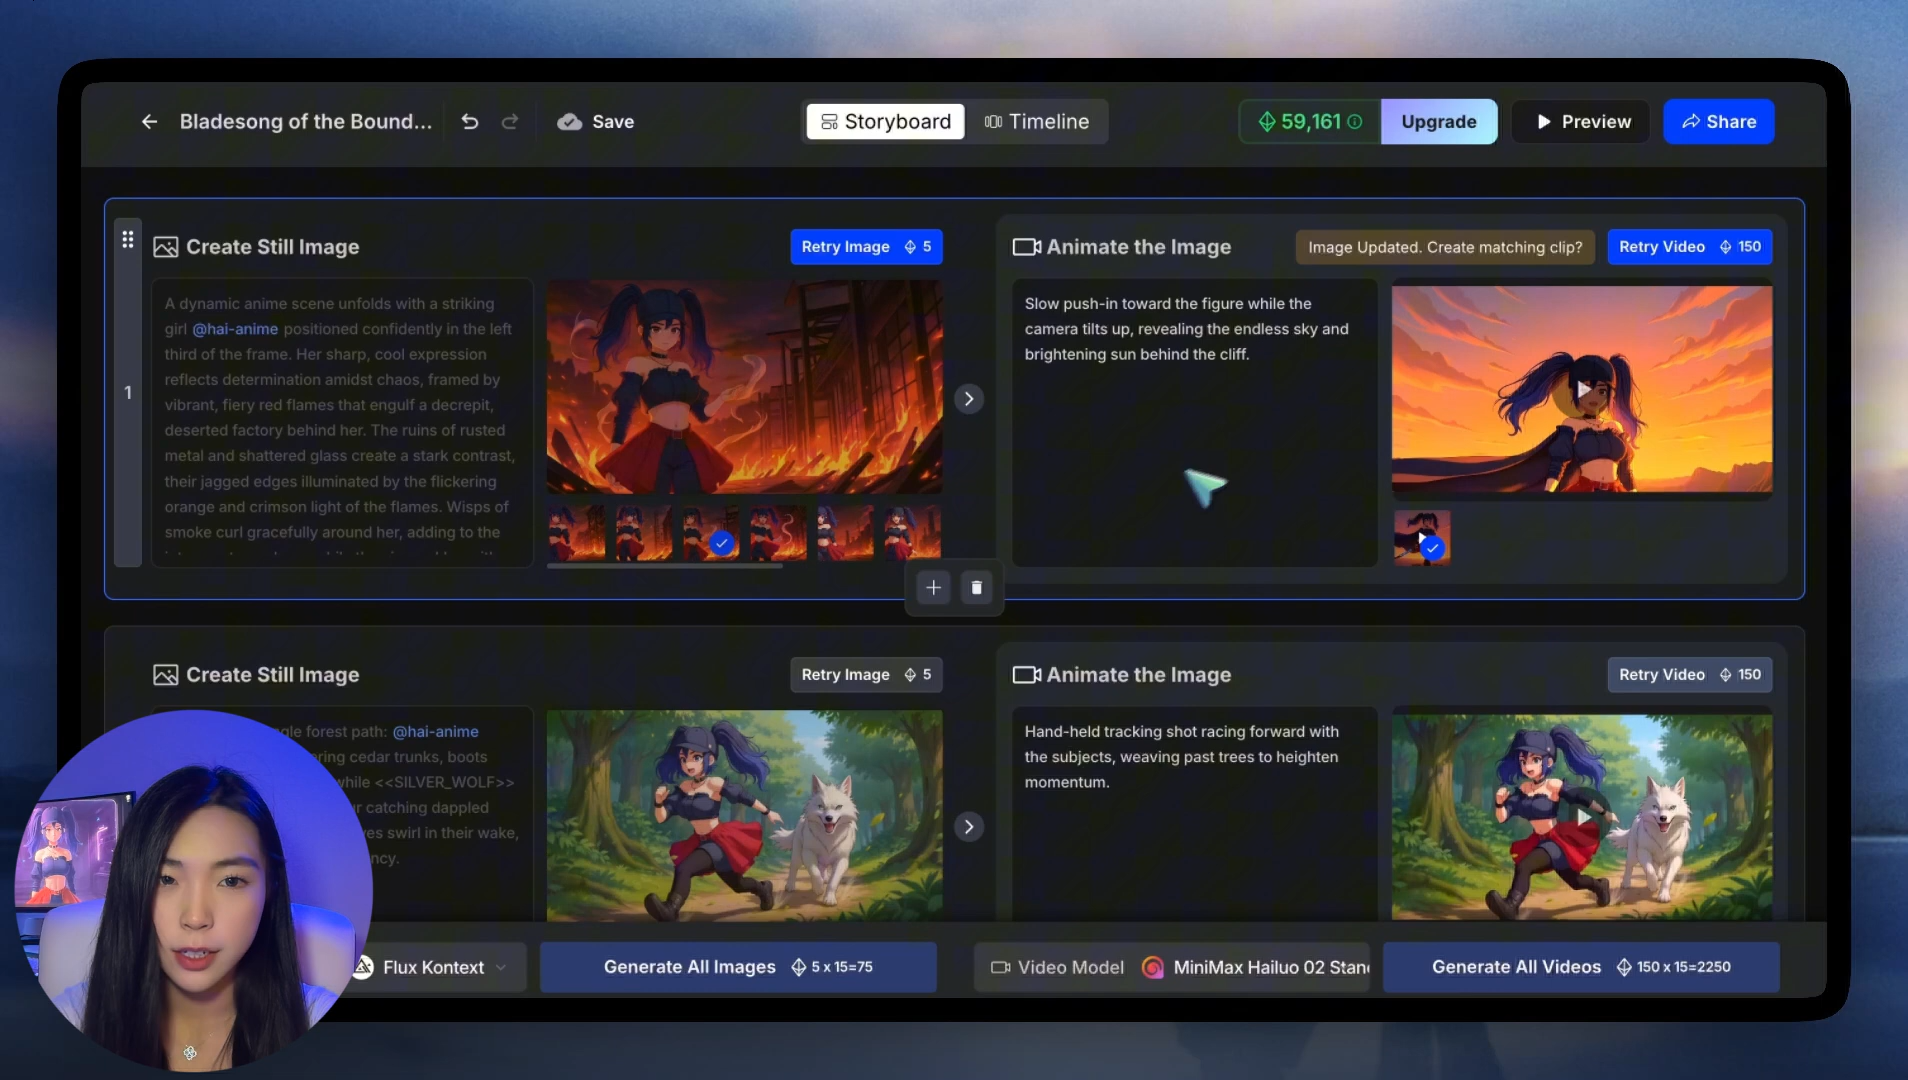 Bladesong of the Bound...
Save
Storyboard
Timeline
59,161
Upgrade
Preview
Share
1
Create Still Image
Retry Image 5
A dynamic anime scene unfolds with a striking
girl @hai-anime positioned confidently in the left
third of the frame. Her sharp, cool expression
reflects determination amidst chaos, framed by
vibrant, fiery red flames that engulf a decrepit,
deserted factory behind her. The ruins of rusted
metal and shattered glass create a stark contrast,
their jagged edges illuminated by the flickering
orange and crimson light of the flames. Wisps of
smoke curl gracefully around her, adding to the
Animate the Image
Image Updated. Create matching clip?
Retry Video 150
Slow push-in toward the figure while the
camera tilts up, revealing the endless sky and
brightening sun behind the cliff.
Create Still Image
Retry Image 5
forest path: @hai-anime
cedar trunks, boots
while <<SILVER_WOLF>>
catching dappled
swirl in their wake,
Animate the Image
Retry Video 150
Hand-held tracking shot racing forward with
the subjects, weaving past trees to heighten
momentum.
Flux Kontext
Generate All Images 5 x 15=75
Video Model MiniMax Hailuo 02 Stan
Generate All Videos 150 x 15=2250